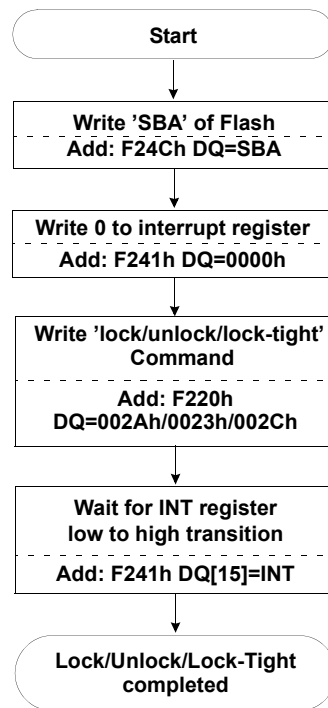 Start
Write ’SBA’ of Flash
Add: F24Ch DQ=SBA
Write 0 to interrupt register
Add: F241h DQ=0000h
Write ’lock/unlock/lock-tight’
Command
Add: F220h
DQ=002Ah/0023h/002Ch
Wait for INT register
low to high transition
Add: F241h DQ[15]=INT
Lock/Unlock/Lock-Tight
completed